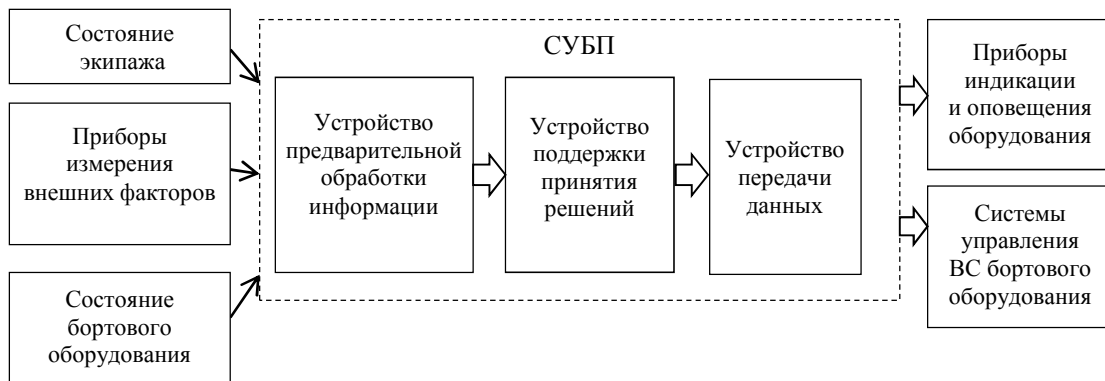 Состояние
экипажа
Приборы
измерения
внешних факторов
Состояние
бортового
оборудования
СУБП
Устройство
предварительной
обработки
информации
Устройство
поддержки
принятия
решений
Устройство
передачи
данных
Приборы
индикации
и оповещения
оборудования
Системы
управления
ВС бортового
оборудования